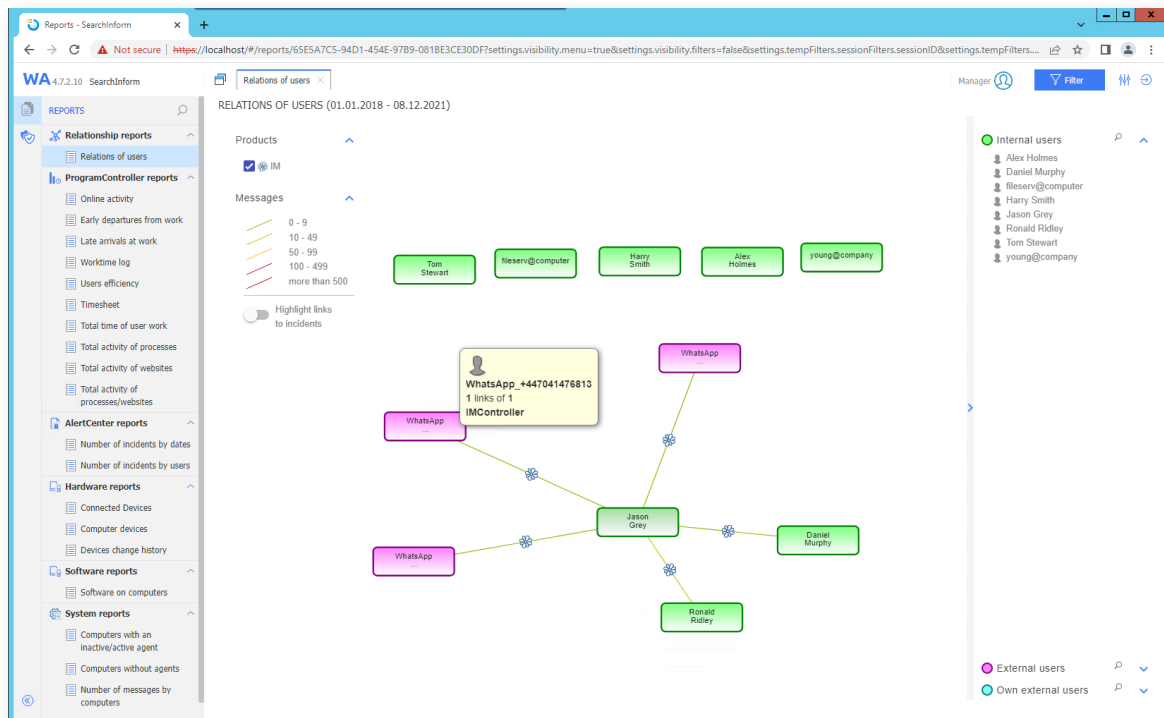 Reports - SearchInform
Not secure
https://localhost/#/reports/65E5A7C5-94D1-454E-97B9-081BE3CE30DF?settings.visibility.menu=true&settings.visibility.filters=false&settings.tempFilters.sessionFilters.sessionID&settings.tempFilters....
WA 4.7.2.10 SearchInform
Relations of users
Manager
Filter
REPORTS
Relationship reports
Relations of users
ProgramController reports
Online activity
Early departures from work
Late arrivals at work
Worktime log
Users efficiency
Timesheet
Total time of user work
Total activity of processes
Total activity of websites
Total activity of
processes/websites
AlertCenter reports
Number of incidents by dates
Number of incidents by users
Hardware reports
Connected Devices
Computer devices
Devices change history
Software reports
Software on computers
System reports
Computers with an
inactive/active agent
Computers without agents
Number of messages by
computers
RELATIONS OF USERS (01.01.2018 - 08.12.2021)
Products
IM
Messages
0 - 9
10 - 49
50 - 99
100 - 499
more than 500
Highlight links
to incidents
Tom
Stewart
fileserv@computer
Harry
Smith
Alex
Holmes
young@company
WhatsApp
...
WhatsApp_+447041476813
1 links of 1
IMController
WhatsApp
...
Jason
Grey
Daniel
Murphy
WhatsApp
...
Ronald
Ridley
Internal users
Alex Holmes
Daniel Murphy
fileserv@computer
Harry Smith
Jason Grey
Ronald Ridley
Tom Stewart
young@company
External users
Own external users